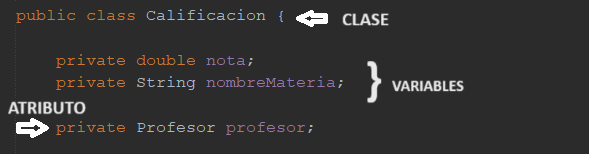 public class Calificacion { CLASE
private double nota;
private String nombreMateria; } VARIABLES
ATRIBUTO
private Profesor profesor;